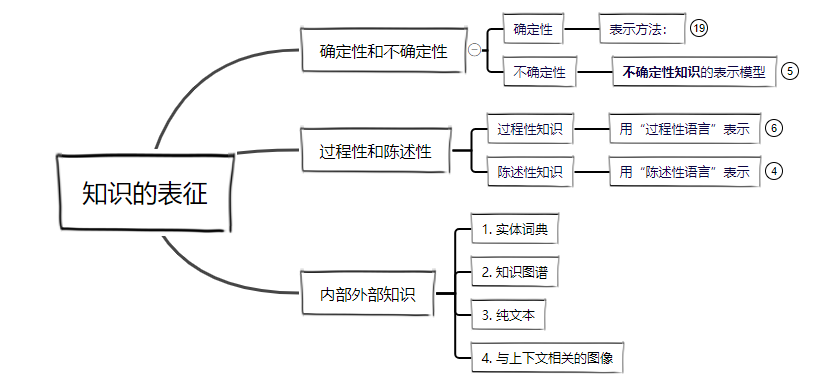 知识的表征
确定性和不确定性
确定性
表示方法：
19
不确定性
不确定性知识的表示模型
5
过程性和陈述性
过程性知识
用“过程性语言”表示
6
陈述性知识
用“陈述性语言”表示
4
内部外部知识
1. 实体词典
2. 知识图谱
3. 纯文本
4. 与上下文相关的图像